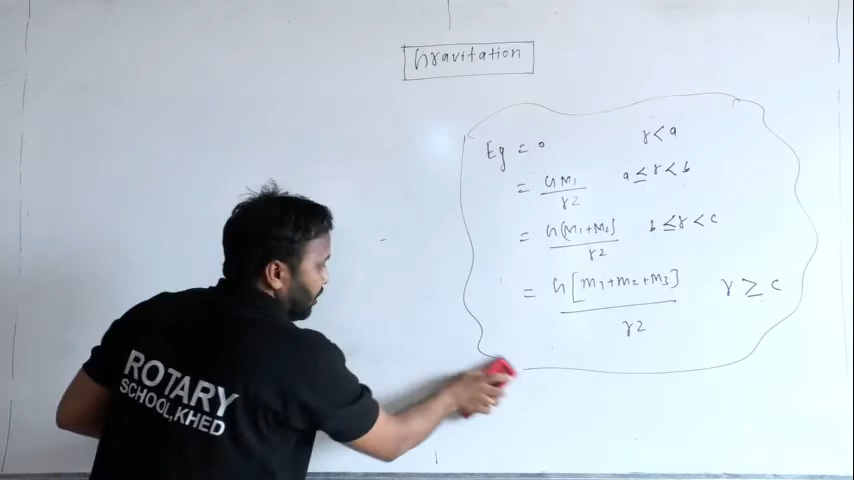 Gravitation
Eg = 0 r < a
= GM1/r2 a ≤ r < b
= G(M1+M2)/r2 b ≤ r < c
= G[M1+M2+M3]/r2 r ≥ c
ROTARY
SCHOOL,KHED